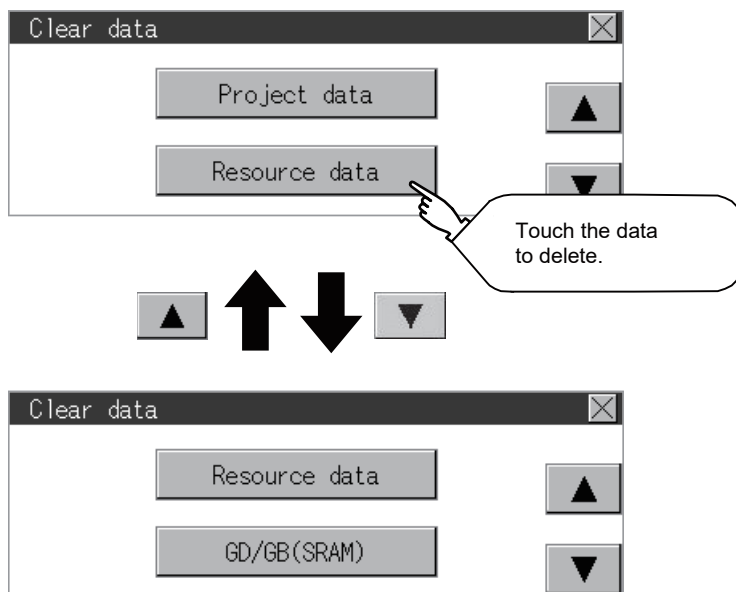 Clear data
Project data
Resource data
Touch the data
to delete.
Clear data
Resource data
GD/GB(SRAM)